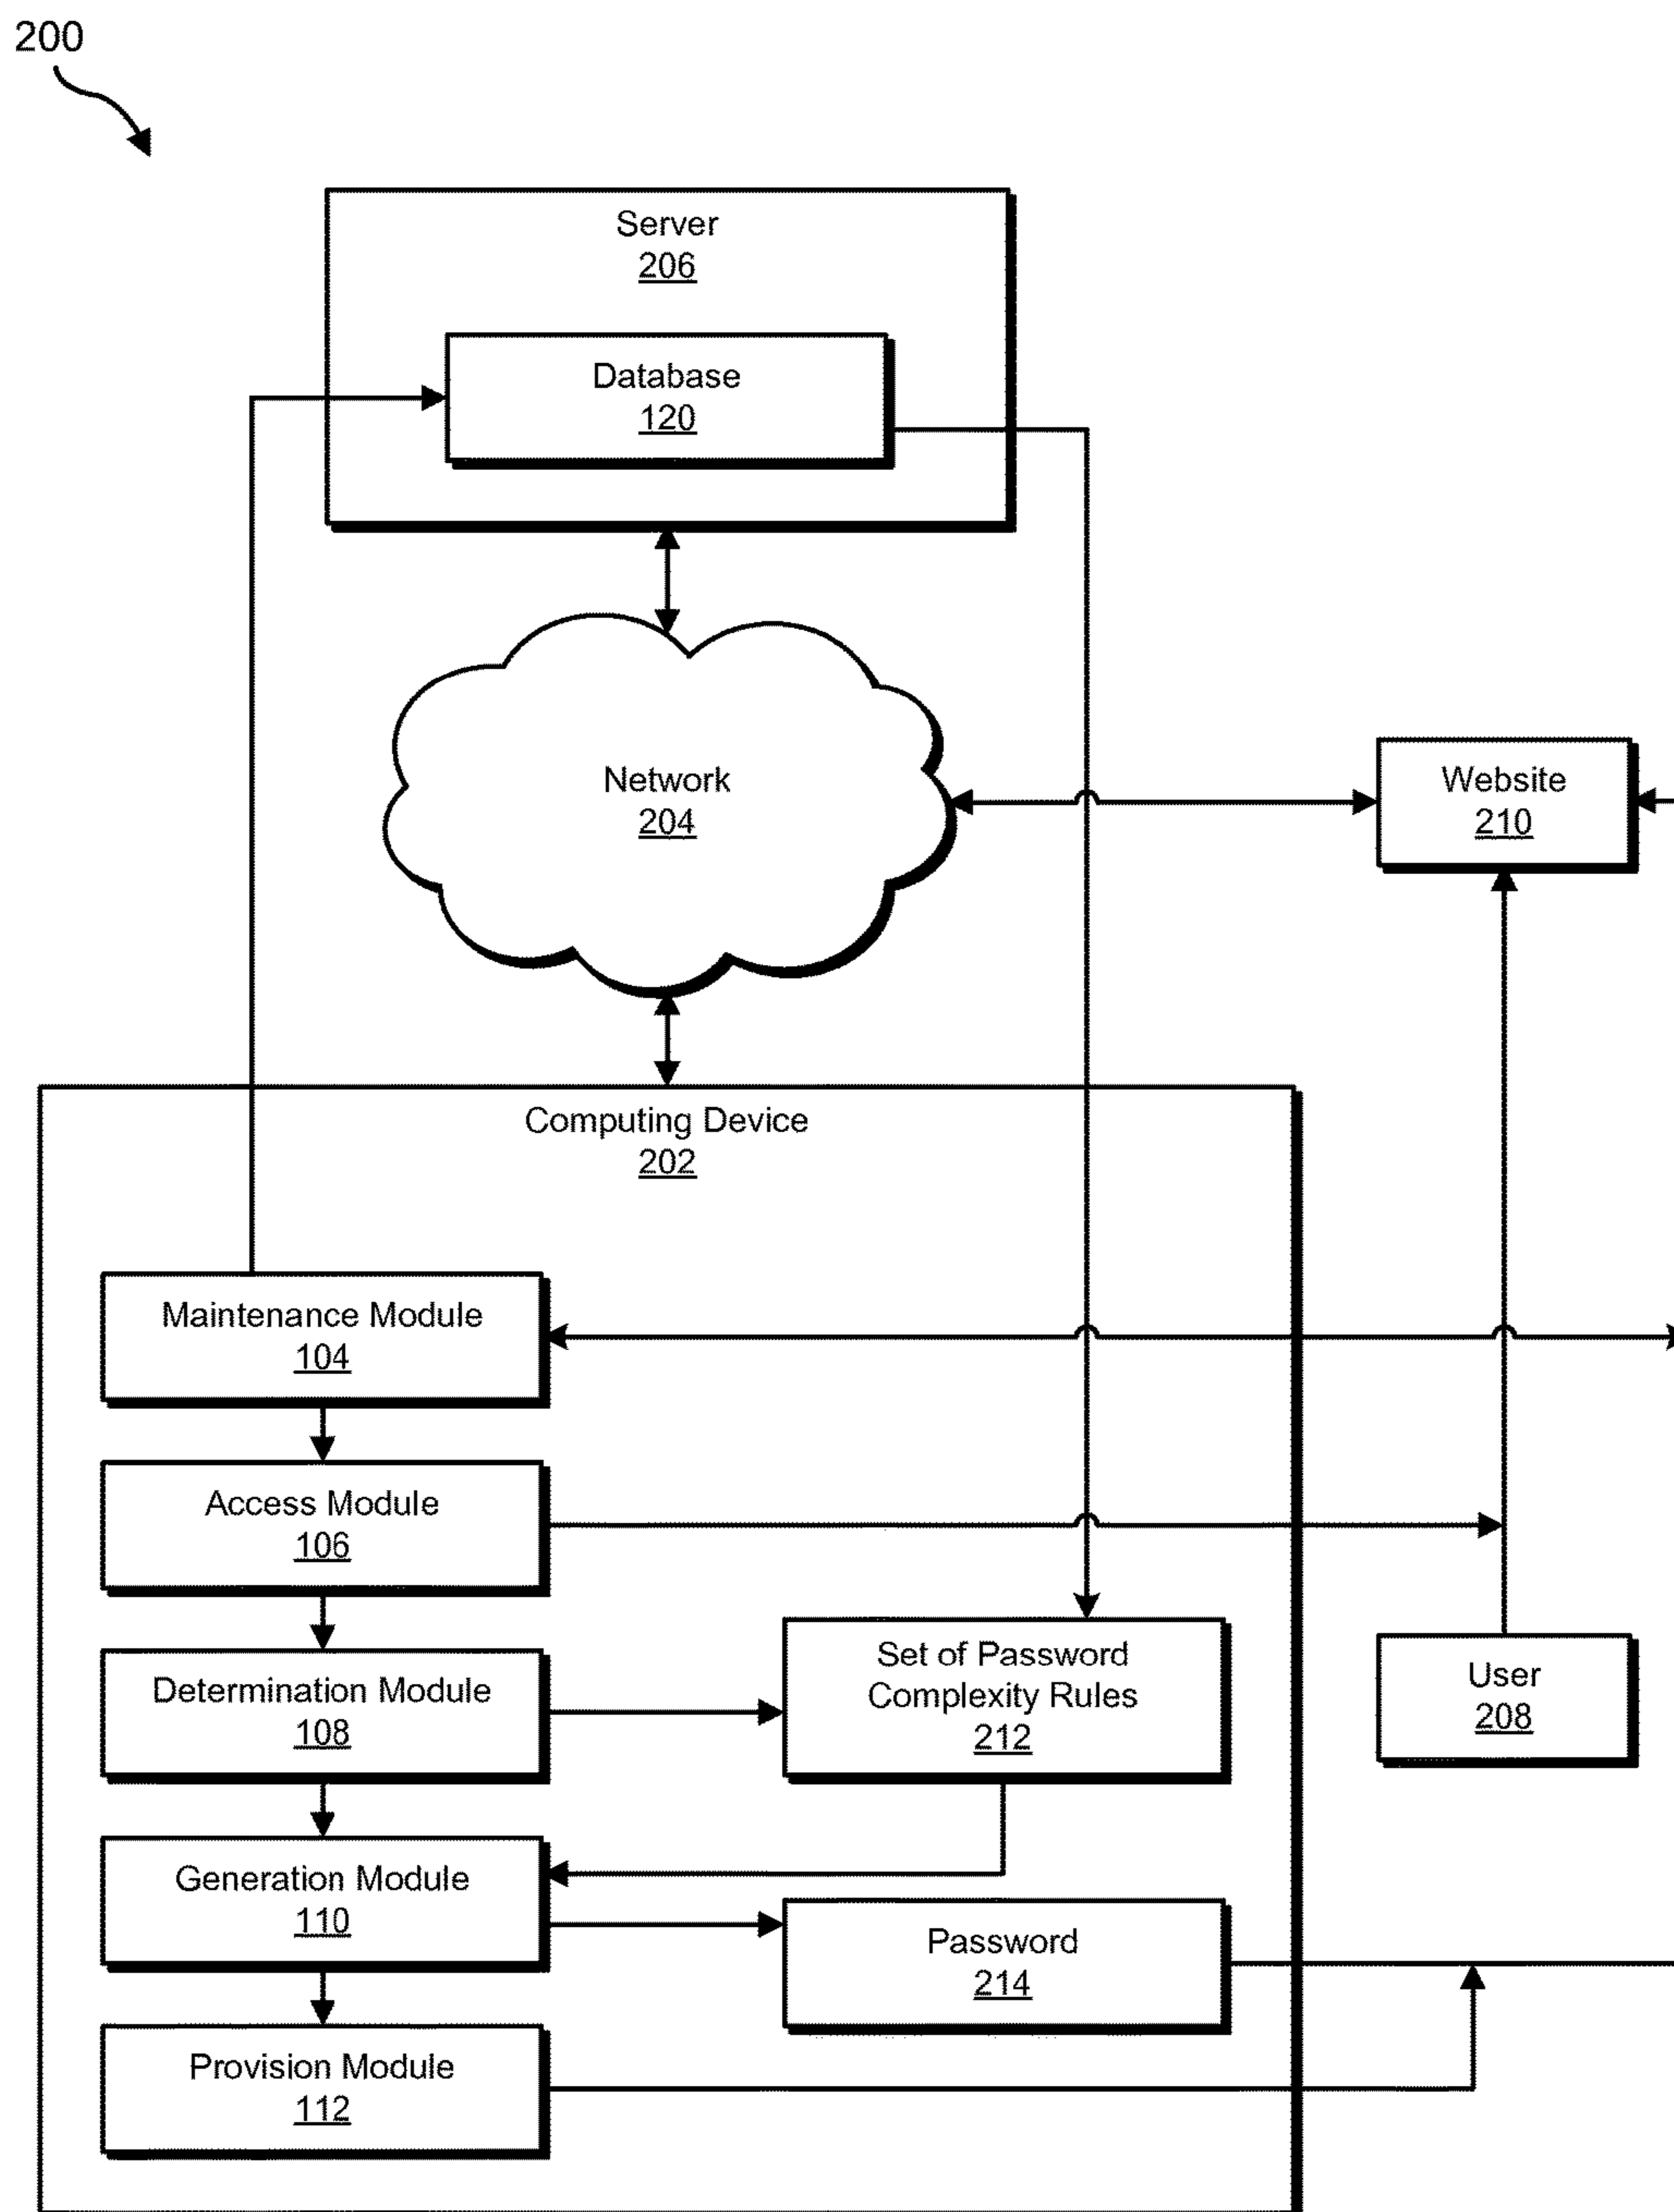 200
Server
206
Database
120
Network
204
Website
210
Computing Device
202
Maintenance Module
104
Access Module
106
Determination Module
108
Set of Password
Complexity Rules
212
User
208
Generation Module
110
Password
214
Provision Module
112